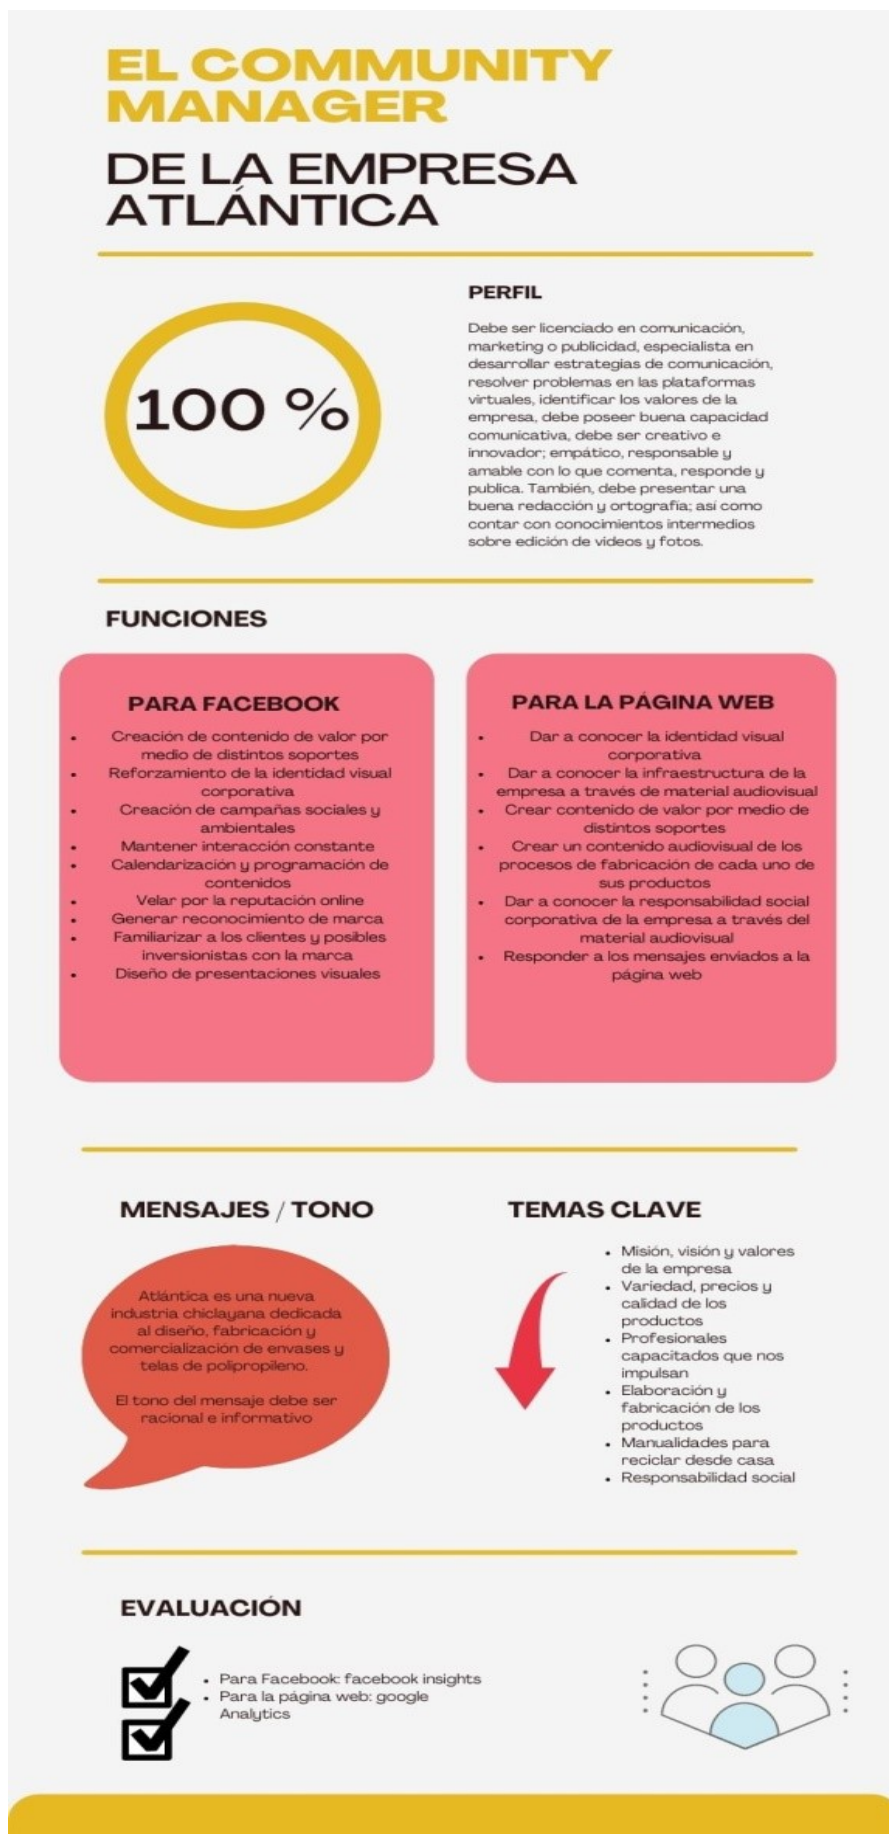 EL COMMUNITY
MANAGER
DE LA EMPRESA
ATLÁNTICA
100 %
PERFIL
Debe ser licenciado en comunicación,
marketing o publicidad, especialista en
desarrollar estrategias de comunicación,
resolver problemas en las plataformas
virtuales, identificar los valores de la
empresa, debe poseer buena capacidad
comunicativa, debe ser creativo e
innovador; empático, responsable y
amable con lo que comenta, responde y
publica. También, debe presentar una
buena redacción y ortografía; así como
contar con conocimientos intermedios
sobre edición de videos y fotos.
FUNCIONES
PARA FACEBOOK
• Creación de contenido de valor por
medio de distintos soportes
• Reforzamiento de la identidad visual
corporativa
• Creación de campañas sociales y
ambientales
• Mantener interacción constante
• Calendarización y programación de
contenidos
• Velar por la reputación online
• Generar reconocimiento de marca
• Familiarizar a los clientes y posibles
inversionistas con la marca
• Diseño de presentaciones visuales
PARA LA PÁGINA WEB
• Dar a conocer la identidad visual
corporativa
• Dar a conocer la infraestructura de la
empresa a través de material audiovisual
• Crear contenido de valor por medio de
distintos soportes
• Crear un contenido audiovisual de los
procesos de fabricación de cada uno de
sus productos
• Dar a conocer la responsabilidad social
corporativa de la empresa a través del
material audiovisual
• Responder a los mensajes enviados a la
página web
MENSAJES / TONO
Atlántica es una nueva
industria chiclayana dedicada
al diseño, fabricación y
comercialización de envases y
telas de polipropileno.
El tono del mensaje debe ser
racional e informativo
TEMAS CLAVE
• Misión, visión y valores
de la empresa
• Variedad, precios y
calidad de los
productos
• Profesionales
capacitados que nos
impulsan
• Elaboración y
fabricación de los
productos
• Manualidades para
reciclar desde casa
• Responsabilidad social
EVALUACIÓN
• Para Facebook: facebook insights
• Para la página web: google
Analytics